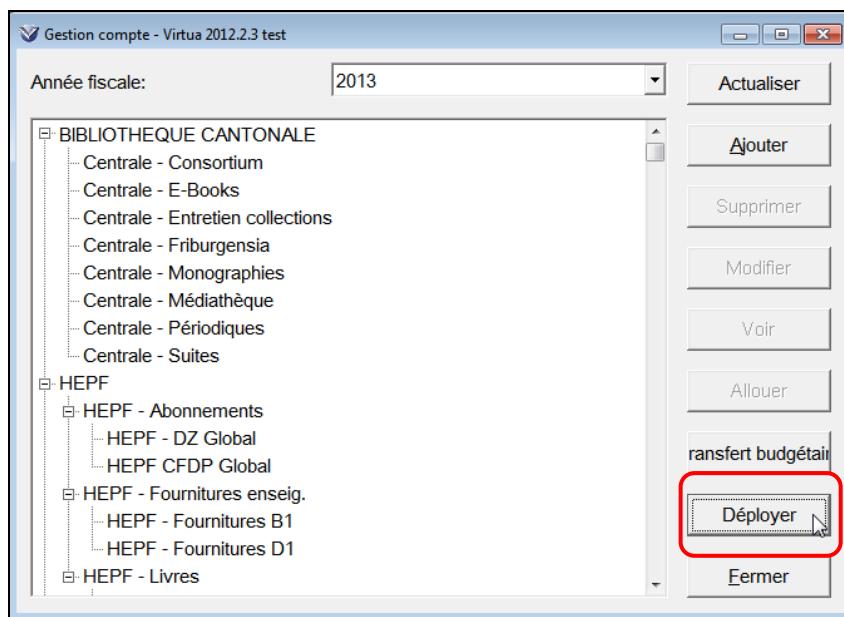 Gestion compte - Virtua 2012.2.3 test
Année fiscale:
2013
Actualiser
BIBLIOTHEQUE CANTONALE
Centrale - Consortium
Centrale - E-Books
Centrale - Entretien collections
Centrale - Friburgensia
Centrale - Monographies
Centrale - Médiathèque
Centrale - Périodiques
Centrale - Suites
HEPF
HEPF - Abonnements
HEPF - DZ Global
HEPF CFDP Global
HEPF - Fournitures enseig.
HEPF - Fournitures B1
HEPF - Fournitures D1
HEPF - Livres
Ajouter
Supprimer
Modifier
Voir
Allouer
ransfert budgétair
Déployer
Fermer